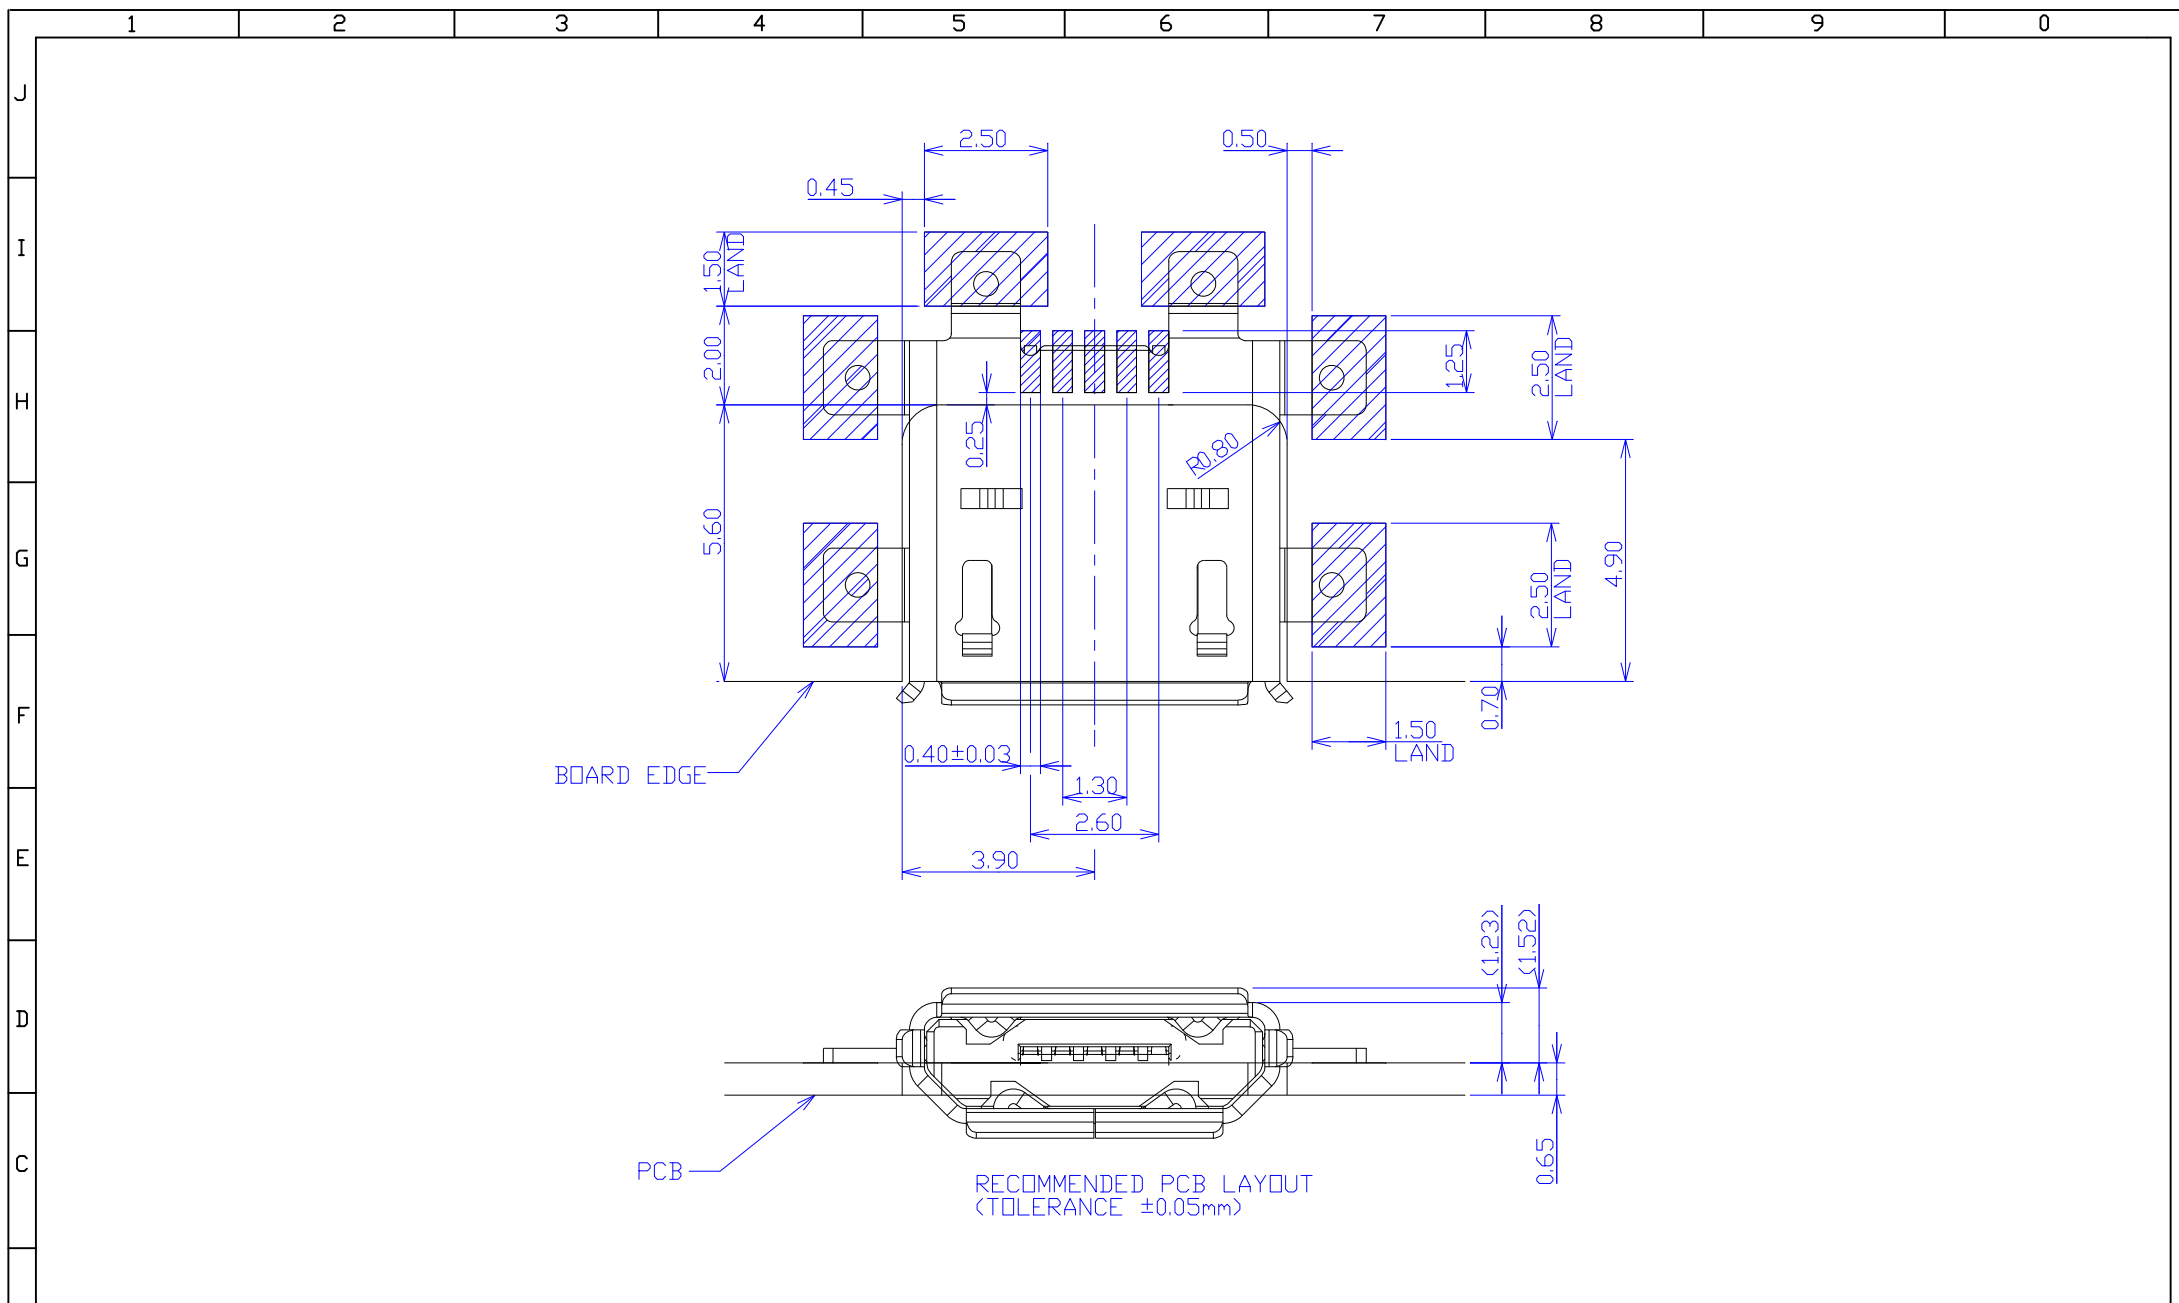 1 2 3 4 5 6 7 8 9 0
J
2.50
0.50
0.45
I
1.50
LAND
2.00
1.25
2.50
LAND
H
0.25
R0.80
G
5.60
4.90
2.50
LAND
F
0.70
1.50
LAND
0.40±0.03
BOARD EDGE
1.30
2.60
E
3.90
(1.23)
(1.52)
D
C
PCB
0.65
RECOMMENDED PCB LAYOUT
(TOLERANCE ±0.05mm)